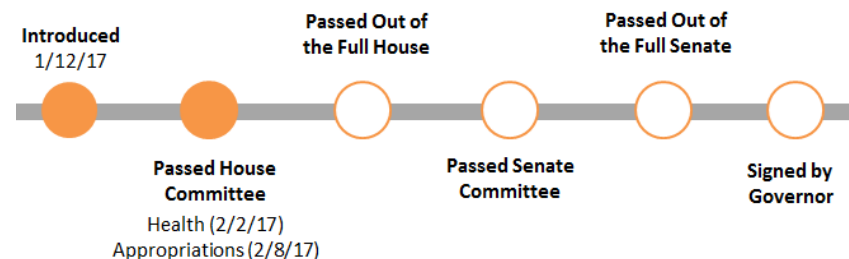 Introduced
1/12/17
Passed House
Committee
Health (2/2/17)
Appropriations (2/8/17)
Passed Out of
the Full House
Passed Senate
Committee
Passed Out of
the Full Senate
Signed by
Governor